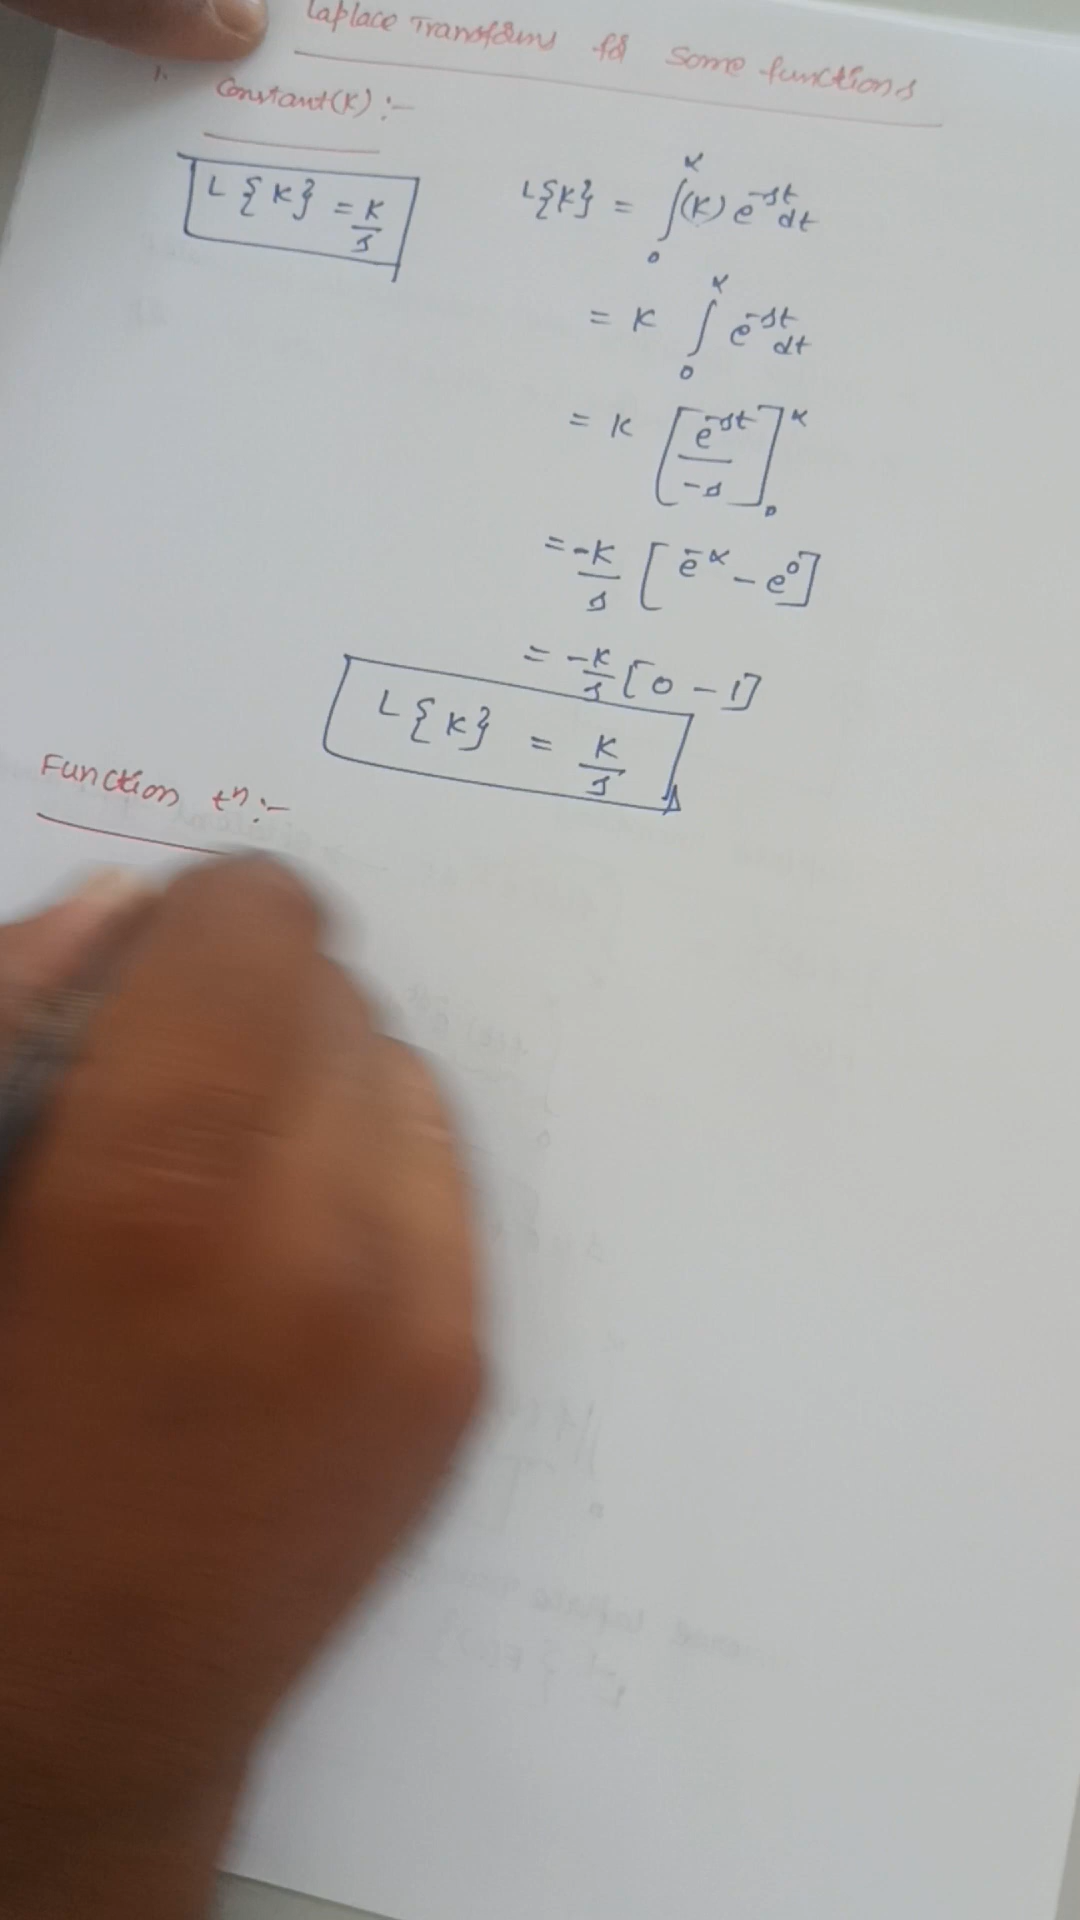 Laplace Transforms for Some functions
1. Constant(K) :-
L{K} = K/s
L{K} = ∫₀^∞ (K) e^-st dt
= K ∫₀^∞ e^-st dt
= K [e^-st / -s]₀^∞
= -K/s [e^-∞ - e^0]
= -K/s [0 - 1]
L{K} = K/s
Function t^n :-